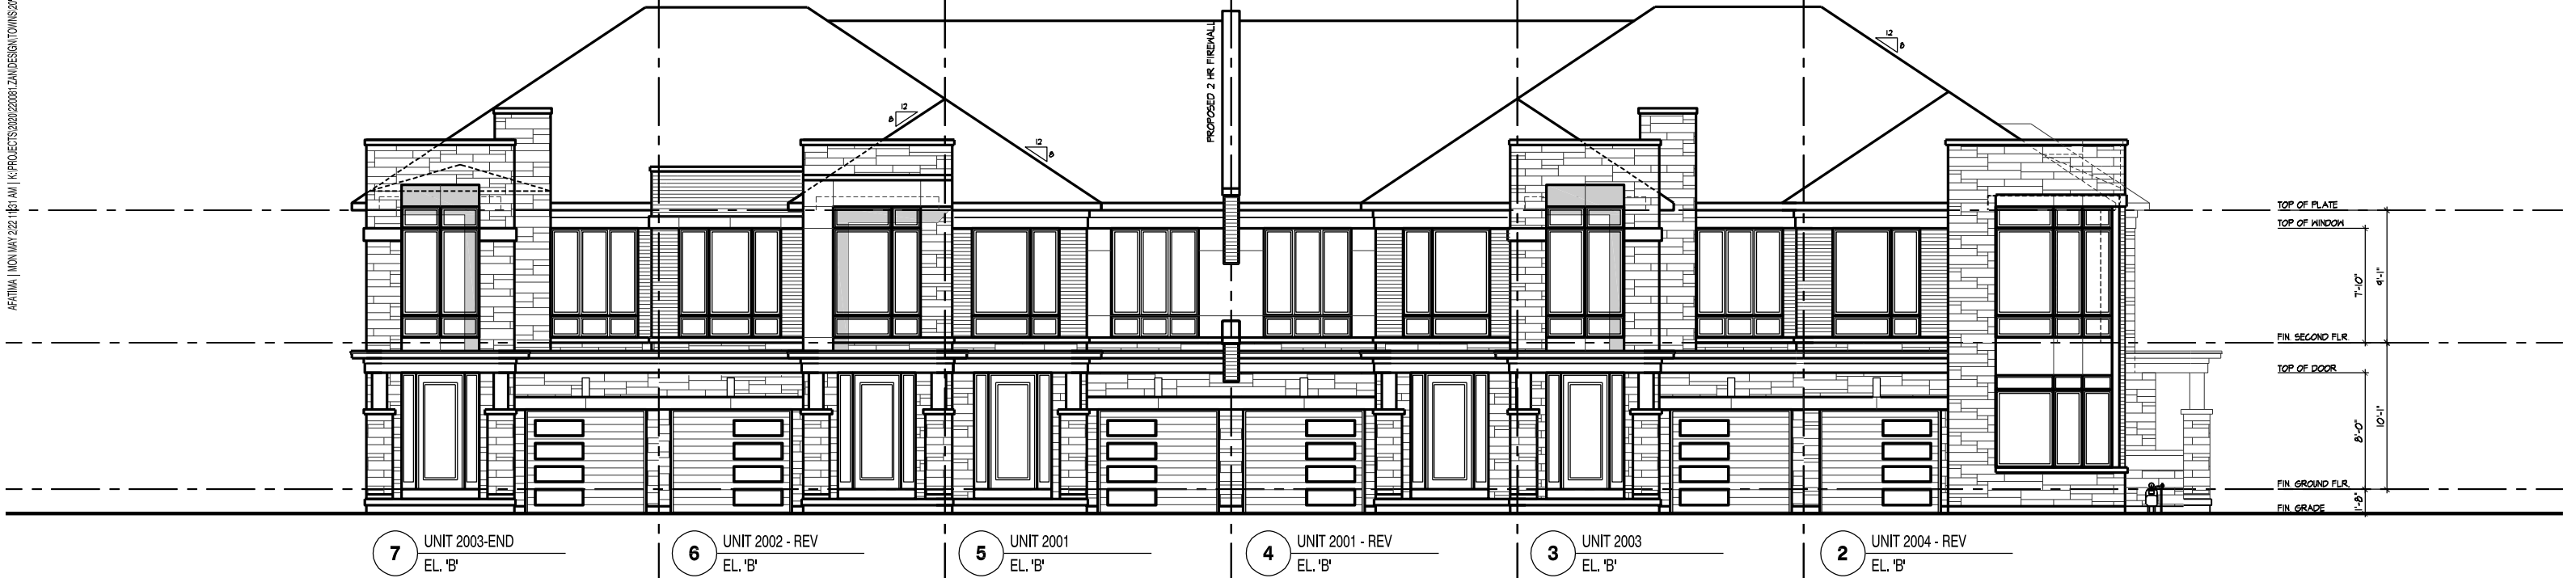 AFATIMA | MON MAY 2/22 11:31 AM | K:\PROJECTS\2020\220081.ZAN\DESIGN\TOWNS\20'
PROPOSED 2 HR FIREWALL
12
8
12
8
12
8
TOP OF PLATE
TOP OF WINDOW
7'-10"
9'-1"
FIN. SECOND FLR.
TOP OF DOOR
8'-0"
10'-1"
FIN. GROUND FLR.
1'-8"
FIN. GRADE
7 UNIT 2003-END
EL. 'B'
6 UNIT 2002 - REV
EL. 'B'
5 UNIT 2001
EL. 'B'
4 UNIT 2001 - REV
EL. 'B'
3 UNIT 2003
EL. 'B'
2 UNIT 2004 - REV
EL. 'B'